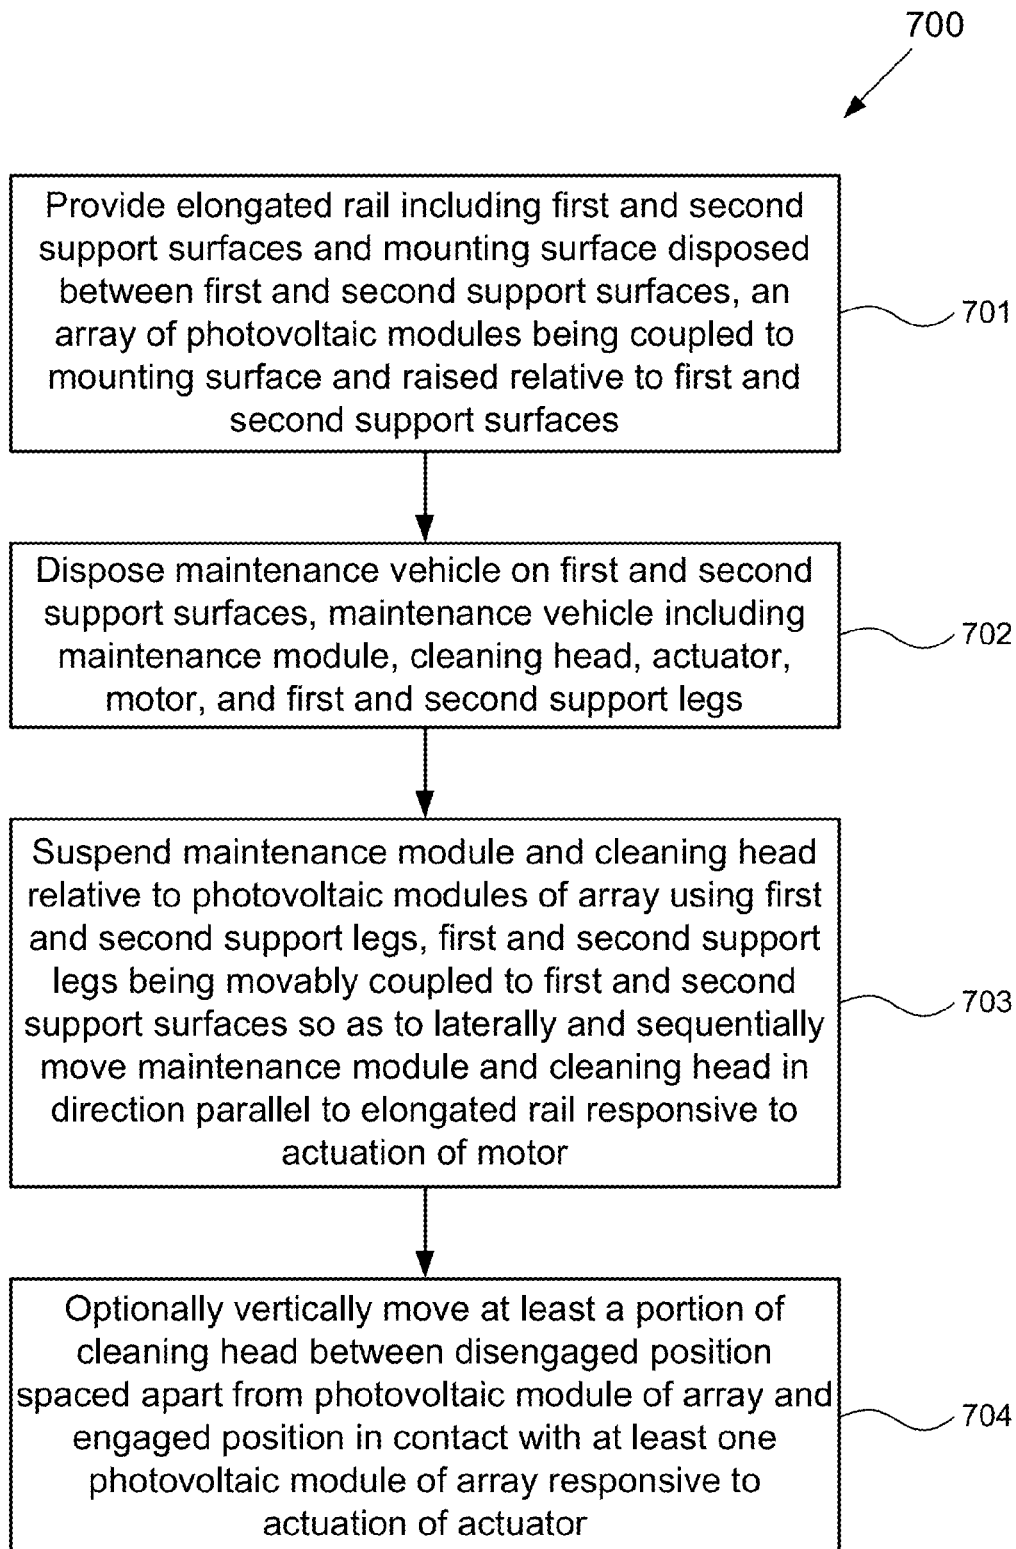 700
Provide elongated rail including first and second
support surfaces and mounting surface disposed
between first and second support surfaces, an
array of photovoltaic modules being coupled to
mounting surface and raised relative to first and
second support surfaces
701
Dispose maintenance vehicle on first and second
support surfaces, maintenance vehicle including
maintenance module, cleaning head, actuator,
motor, and first and second support legs
702
Suspend maintenance module and cleaning head
relative to photovoltaic modules of array using first
and second support legs, first and second support
legs being movably coupled to first and second
support surfaces so as to laterally and sequentially
move maintenance module and cleaning head in
direction parallel to elongated rail responsive to
actuation of motor
703
Optionally vertically move at least a portion of
cleaning head between disengaged position
spaced apart from photovoltaic module of array and
engaged position in contact with at least one
photovoltaic module of array responsive to
actuation of actuator
704